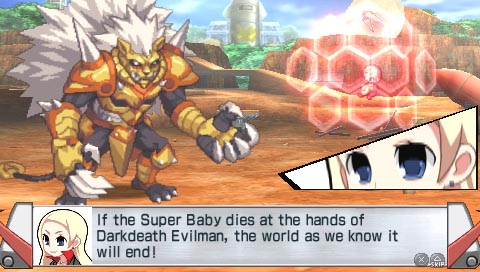 If the Super Baby dies at the hands of
Darkdeath Evilman, the world as we know it
will end!
SKIP